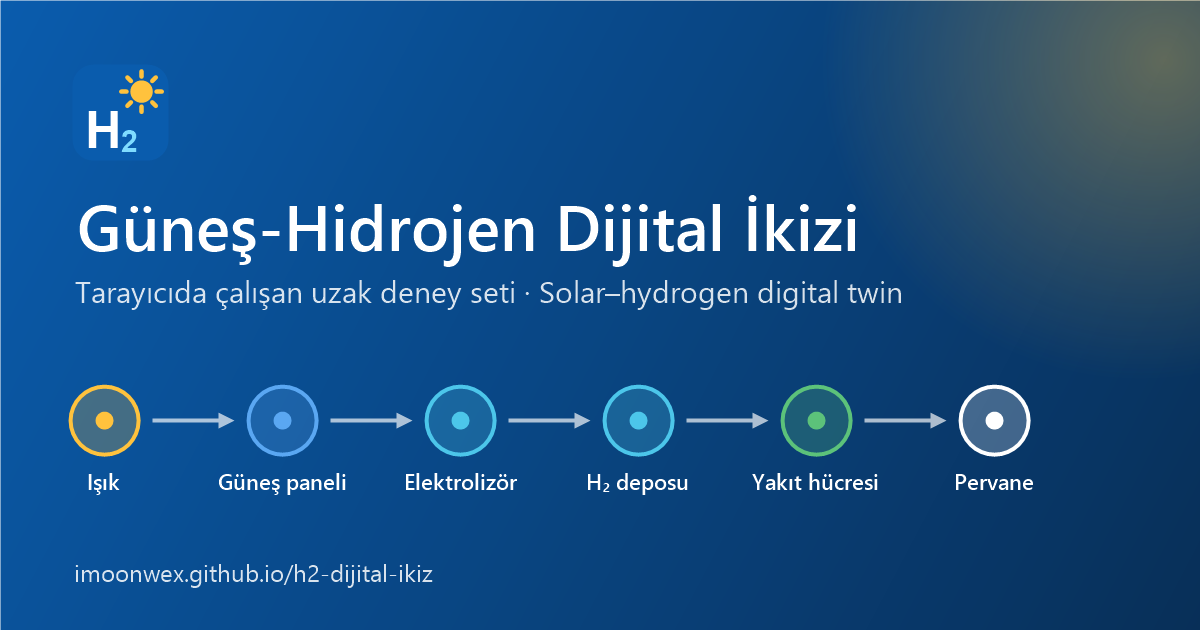 H₂
Güneş-Hidrojen Dijital İkizi
Tarayıcıda çalışan uzak deney seti · Solar–hydrogen digital twin
Işık
Güneş paneli
Elektrolizör
H₂ deposu
Yakıt hücresi
Pervane
imoonwex.github.io/h2-dijital-ikiz